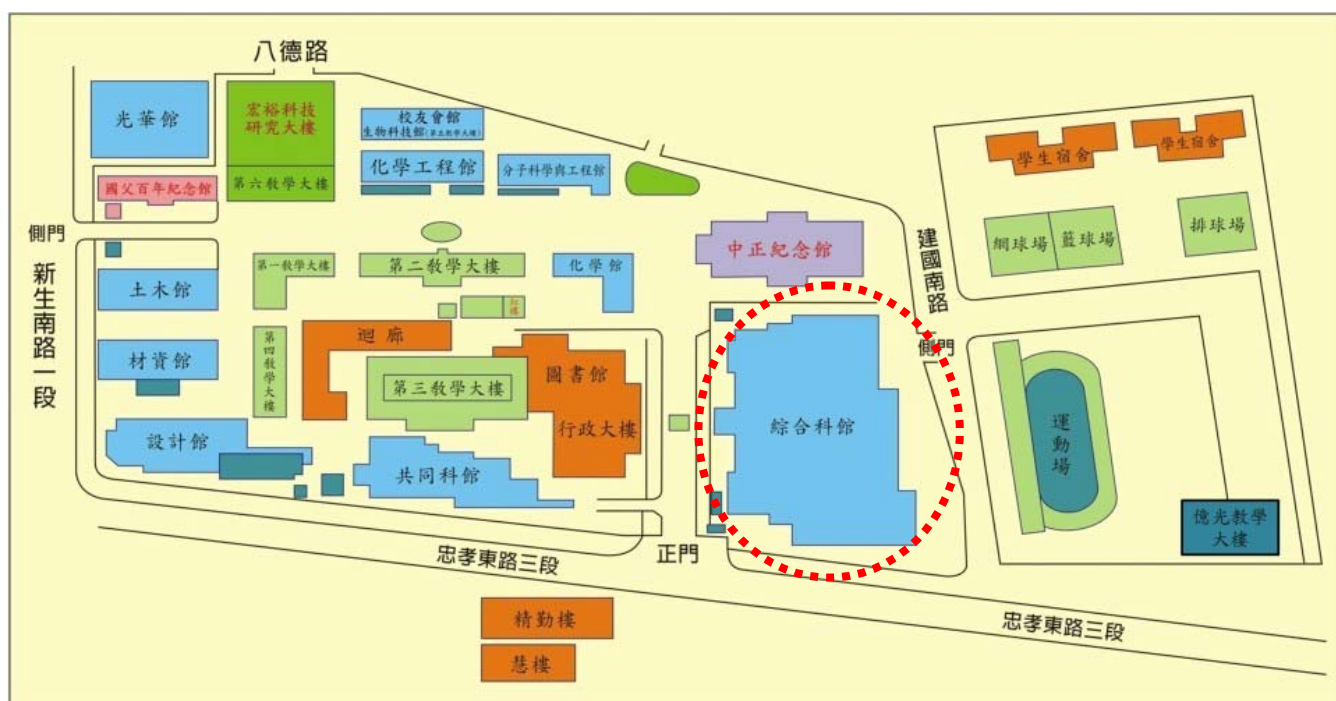 八德路
光華館
宏裕科技
研究大樓
校友會館
生物科技館(第五教學大樓)
化學工程館
分子科學與工程館
學生宿舍
學生宿舍
第六教學大樓
國父百年紀念館
側門
新生南路一段
網球場
籃球場
排球場
中正紀念館
建國南路
側門
第一教學大樓
第二教學大樓
化學館
土木館
紅樓
迴廊
第四教學大樓
材資館
第三教學大樓
圖書館
行政大樓
設計館
共同科館
綜合科館
運動場
億光教學
大樓
忠孝東路三段
正門
忠孝東路三段
精勤樓
慧樓